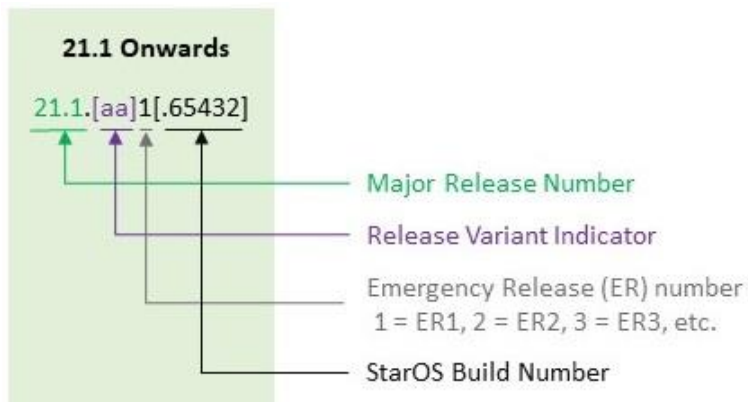 21.1 Onwards
21.1.[aa]1[.65432]
Major Release Number
Release Variant Indicator
Emergency Release (ER) number
1 = ER1, 2 = ER2, 3 = ER3, etc.
StarOS Build Number